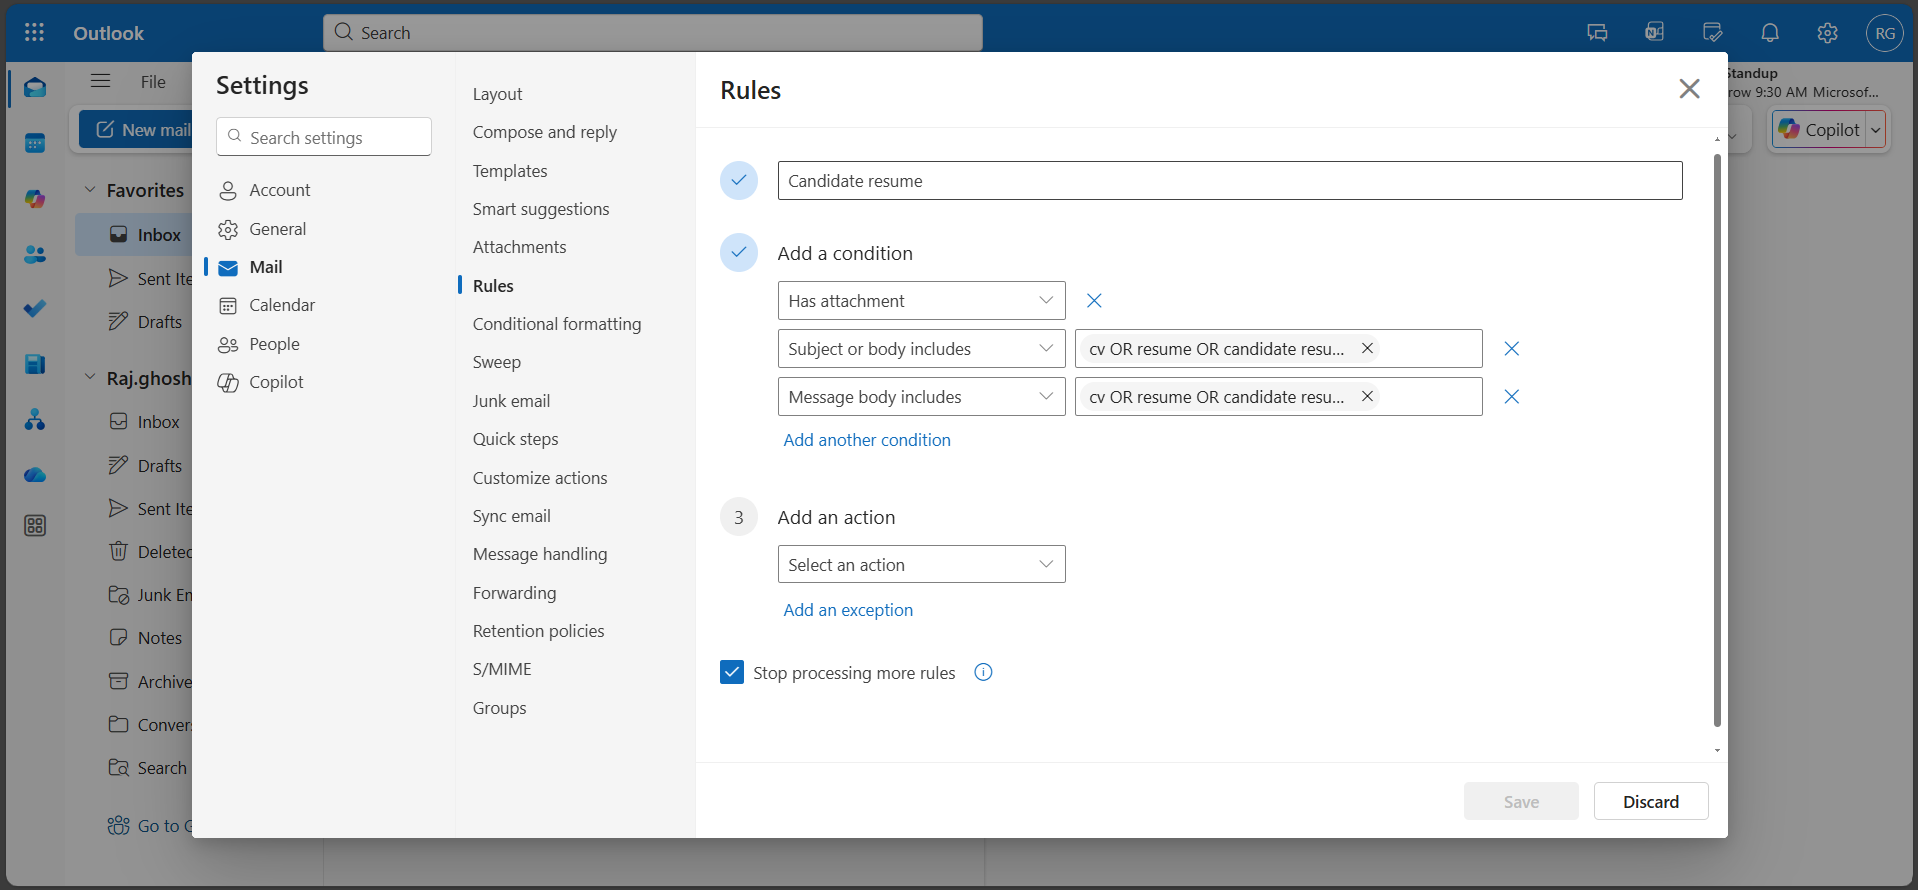 Outlook
Search
RG
File
New mail
Standup
row 9:30 AM Microsof...
Copilot
Favorites
Inbox
Sent Ite
Drafts
Raj.ghosh
Inbox
Drafts
Sent Ite
Deleted
Junk Em
Notes
Archive
Convers
Search
Go to G
Settings
Search settings
Account
General
Mail
Calendar
People
Copilot
Layout
Compose and reply
Templates
Smart suggestions
Attachments
Rules
Conditional formatting
Sweep
Junk email
Quick steps
Customize actions
Sync email
Message handling
Forwarding
Retention policies
S/MIME
Groups
Rules
Candidate resume
Add a condition
Has attachment
Subject or body includes cv OR resume OR candidate resu...
Message body includes cv OR resume OR candidate resu...
Add another condition
3 Add an action
Select an action
Add an exception
Stop processing more rules
Save Discard